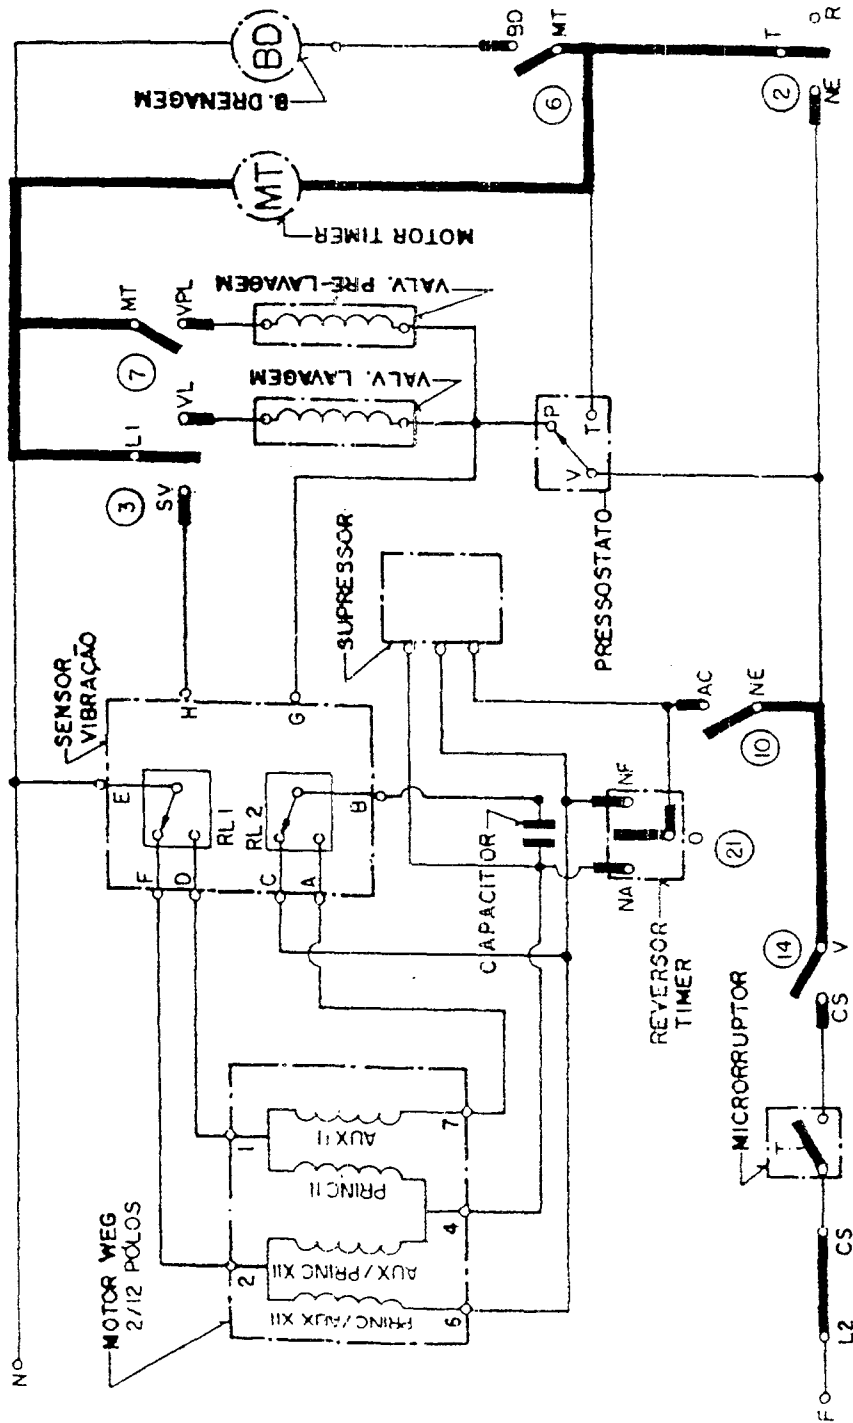 N
F
MOTOR WEG
2/12 PÓLOS
2
1
6
4
7
PRINC/AUX XII
AUX/PRINC XII
PRINC II
AUX II
SENSOR
VIBRAÇÃO
E
F
D
RL1
H
G
RL2
C
A
B
CAPACITOR
SUPRESSOR
REVERSOR
TIMER
NA
NF
O
21
MICRORRUPTOR
T
L2
CS
CS
V
14
10
NE
AC
PRESSOSTATO
V
P
T
3
SV
L1
VL
7
MT
VPL
VALV. LAVAGEM
VALV. PRE-LAVAGEM
MOTOR TIMER
MT
B. DRENAGEM
BD
BD
MT
6
T
2
NE
R